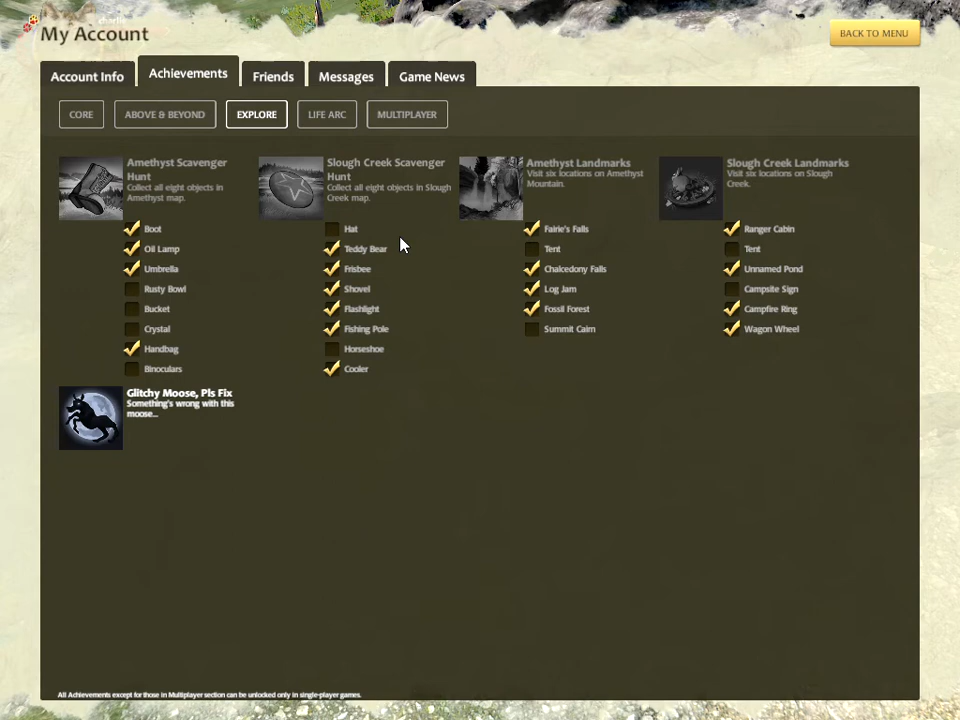 charlie
My Account
BACK TO MENU
Account Info
Achievements
Friends
Messages
Game News
CORE
ABOVE & BEYOND
EXPLORE
LIFE ARC
MULTIPLAYER
Amethyst Scavenger
Hunt
Collect all eight objects in
Amethyst map.
Boot
Oil Lamp
Umbrella
Rusty Bowl
Bucket
Crystal
Handbag
Binoculars
Slough Creek Scavenger
Hunt
Collect all eight objects in Slough
Creek map.
Hat
Teddy Bear
Frisbee
Shovel
Flashlight
Fishing Pole
Horseshoe
Cooler
Amethyst Landmarks
Visit six locations on Amethyst
Mountain.
Fairie's Falls
Tent
Chalcedony Falls
Log Jam
Fossil Forest
Summit Cairn
Slough Creek Landmarks
Visit six locations on Slough
Creek.
Ranger Cabin
Tent
Unnamed Pond
Campsite Sign
Campfire Ring
Wagon Wheel
Glitchy Moose, Pls Fix
Something's wrong with this
moose...
All Achievements except for those in Multiplayer section can be unlocked only in single-player games.